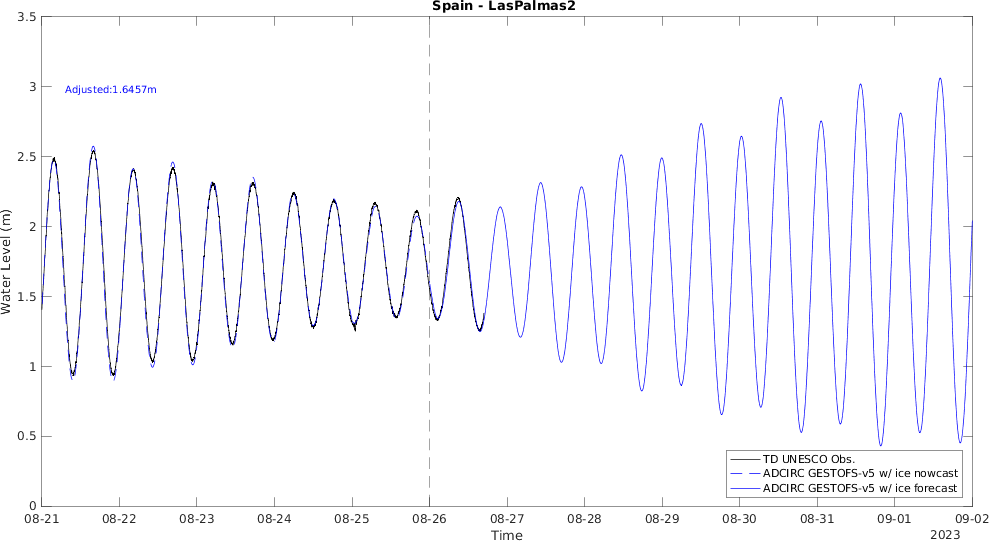 Spain - LasPalmas2
3.5
3
2.5
2
1.5
1
0.5
0
Water Level (m)
Adjusted:1.6457m
TD UNESCO Obs.
ADCIRC GESTOFS-v5 w/ ice nowcast
ADCIRC GESTOFS-v5 w/ ice forecast
08-21 08-22 08-23 08-24 08-25 08-26 08-27 08-28 08-29 08-30 08-31 09-01 09-02
Time
2023